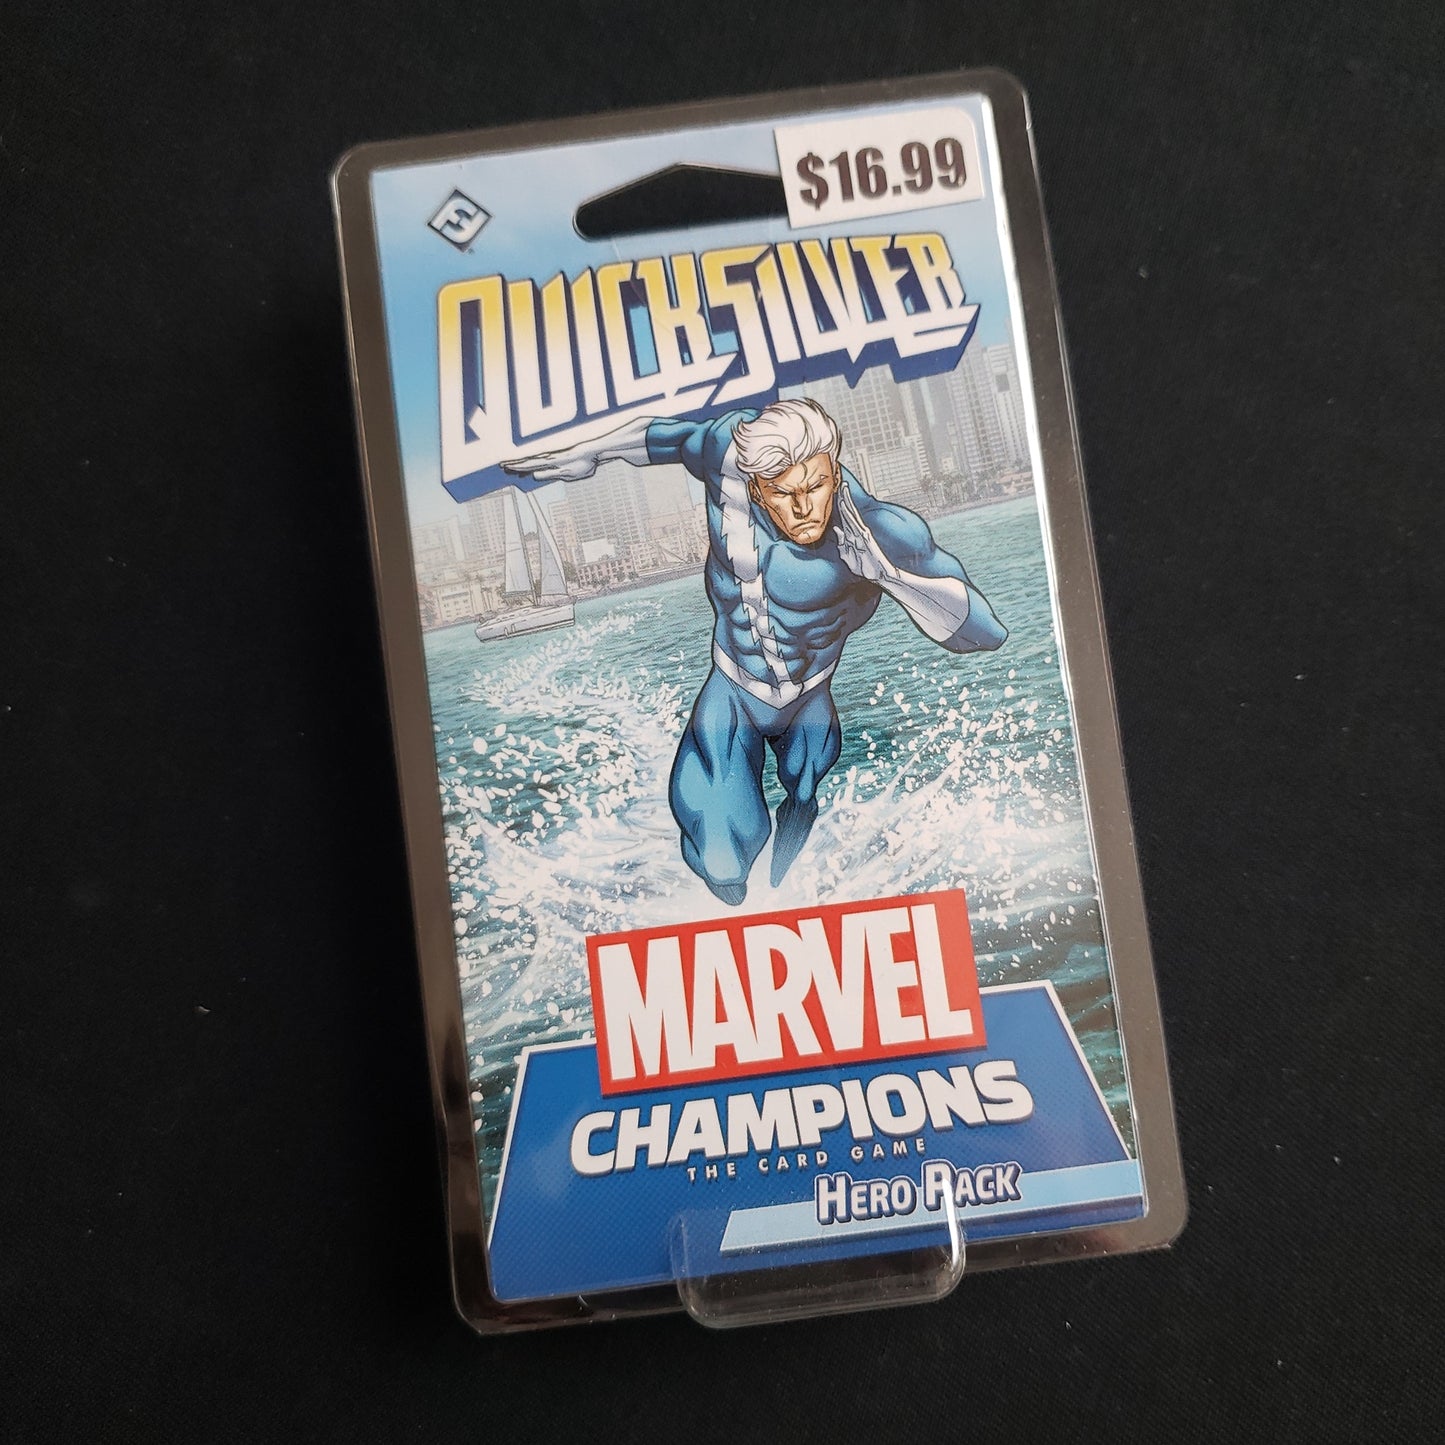 $16.99
QUICKSILVER
MARVEL
CHAMPIONS
THE CARD GAME
HERO PACK